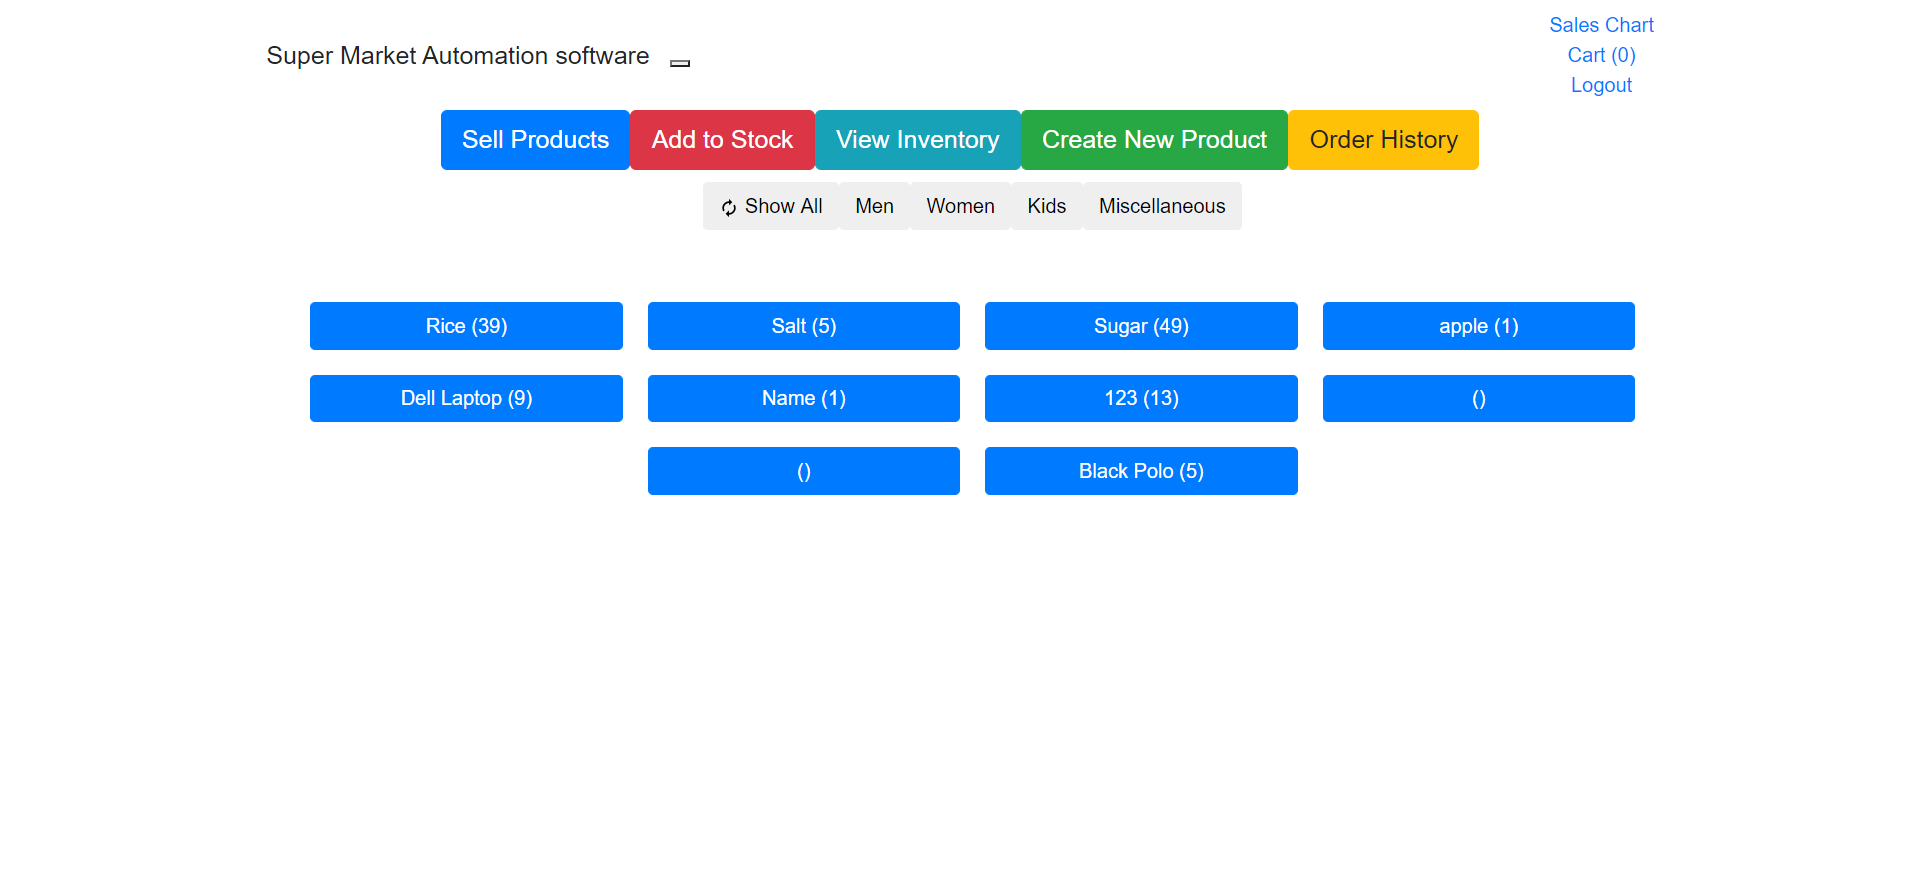 Sales Chart
Super Market Automation software
Cart (0)
Logout
Sell Products Add to Stock View Inventory Create New Product Order History
Show All Men Women Kids Miscellaneous
Rice (39) Salt (5) Sugar (49) apple (1)
Dell Laptop (9) Name (1) 123 (13) ()
() Black Polo (5)